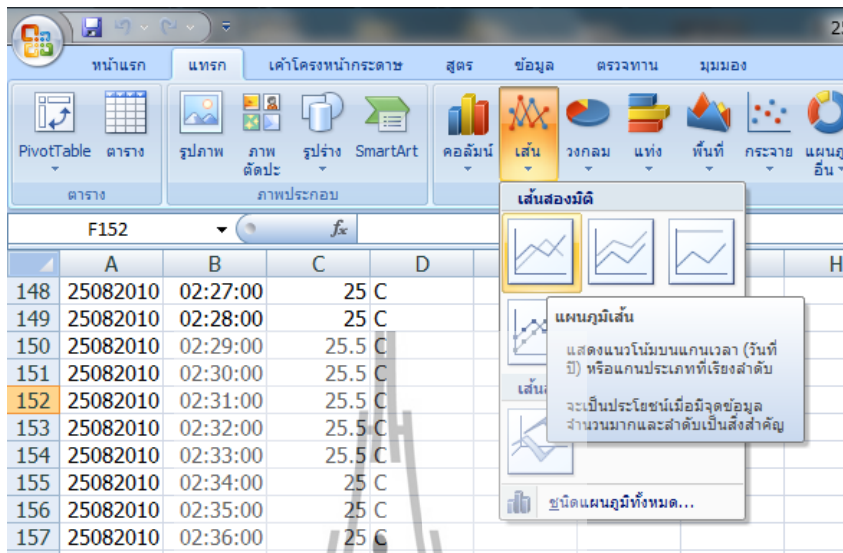 25
หน้าแรก แทรก เค้าโครงหน้ากระดาษ สูตร ข้อมูล ตรวจทาน มุมมอง
PivotTable ตาราง รูปภาพ ภาพตัดปะ รูปร่าง SmartArt คอลัมน์ เส้น วงกลม แท่ง พื้นที่ กระจาย แผนภู อื่น
ตาราง ภาพประกอบ
เส้นสองมิติ
F152 fx
A B C D H
148 25082010 02:27:00 25 C
149 25082010 02:28:00 25 C
150 25082010 02:29:00 25.5 C
151 25082010 02:30:00 25.5 C
152 25082010 02:31:00 25.5 C
153 25082010 02:32:00 25.5 C
154 25082010 02:33:00 25.5 C
155 25082010 02:34:00 25 C
156 25082010 02:35:00 25 C
157 25082010 02:36:00 25 C
แผนภูมิเส้น
แสดงแนวโน้มบนแกนเวลา (วันที่
ปี) หรือแกนประเภทที่เรียงลำดับ
จะเป็นประโยชน์เมื่อมีจุดข้อมูล
จำนวนมากและลำดับเป็นสิ่งสำคัญ
เส้น
ชนิดแผนภูมิทั้งหมด...